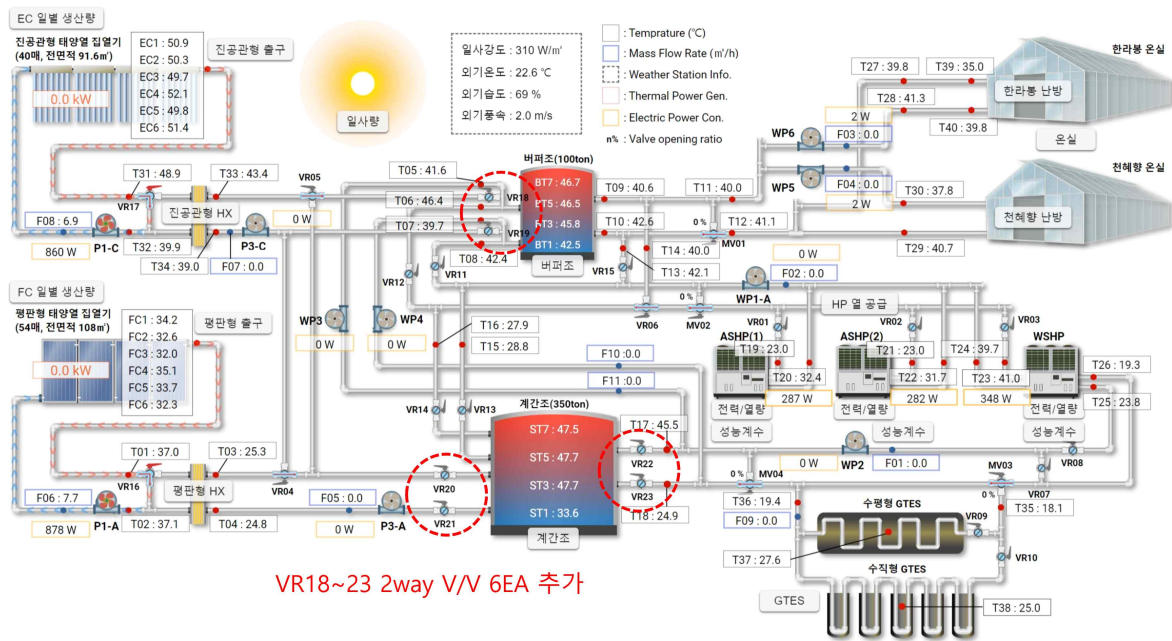 EC 일별 생산량
진공관형 태양열 집열기
(40매, 전면적 91.6㎡)
0.0 kW
EC1 : 50.9
EC2 : 50.3
EC3 : 49.7
EC4 : 52.1
EC5 : 49.8
EC6 : 51.4
진공관형 출구
일사량
일사강도 : 310 W/㎡
외기온도 : 22.6 ℃
외기습도 : 69 %
외기풍속 : 2.0 m/s
: Temprature (℃)
: Mass Flow Rate (㎥/h)
: Weather Station Info.
: Thermal Power Gen.
: Electric Power Con.
n% : Valve opening ratio
T27 : 39.8
T39 : 35.0
한라봉 온실
한라봉 난방
T28 : 41.3
T40 : 39.8
온실
2 W
WP6
F03 : 0.0
WP5
F04 : 0.0
2 W
천혜향 온실
천혜향 난방
T30 : 37.8
T29 : 40.7
T31 : 48.9
T33 : 43.4
VR05
VR17
F08 : 6.9
진공관형 HX
0 W
860 W
P1-C
T32 : 39.9
P3-C
T34 : 39.0
F07 : 0.0
버퍼조(100ton)
T05 : 41.6
T06 : 46.4
T07 : 39.7
T08 : 42.4
VR18
VR19
BT7 : 46.7
BT5 : 46.5
BT3 : 45.8
BT1 : 42.5
버퍼조
T09 : 40.6
T10 : 42.6
T11 : 40.0
0 %
MV01
T12 : 41.1
T14 : 40.0
T13 : 42.1
VR15
VR12
VR11
0 W
F02 : 0.0
WP1-A
HP 열 공급
FC 일별 생산량
평판형 태양열 집열기
(54매, 전면적 108㎡)
0.0 kW
FC1 : 34.2
FC2 : 32.6
FC3 : 32.0
FC4 : 35.1
FC5 : 33.7
FC6 : 32.3
평판형 출구
WP3
WP4
0 W
0 W
T16 : 27.9
T15 : 28.8
VR06
0 %
MV02
VR01
VR02
VR03
ASHP(1)
ASHP(2)
WSHP
T19 : 23.0
T20 : 32.4
T21 : 23.0
T22 : 31.7
T24 : 39.7
T23 : 41.0
T26 : 19.3
T25 : 23.8
287 W
282 W
348 W
전력/열량
전력/열량
전력/열량
성능계수
성능계수
성능계수
F10 :0.0
F11 :0.0
VR14
VR13
계간조(350ton)
ST7 : 47.5
ST5 : 47.7
ST3 : 47.7
ST1 : 33.6
계간조
T17 : 45.5
VR22
VR23
T18 : 24.9
VR20
VR21
T01 : 37.0
T03 : 25.3
VR16
평판형 HX
VR04
F06 : 7.7
878 W
P1-A
T02 : 37.1
T04 : 24.8
F05 : 0.0
0 W
P3-A
0 W
WP2
F01 : 0.0
VR08
0 %
MV04
MV03
0 %
VR07
T36 : 19.4
F09 : 0.0
T35 : 18.1
수평형 GTES
VR09
T37 : 27.6
VR10
수직형 GTES
GTES
T38 : 25.0
VR18~23 2way V/V 6EA 추가